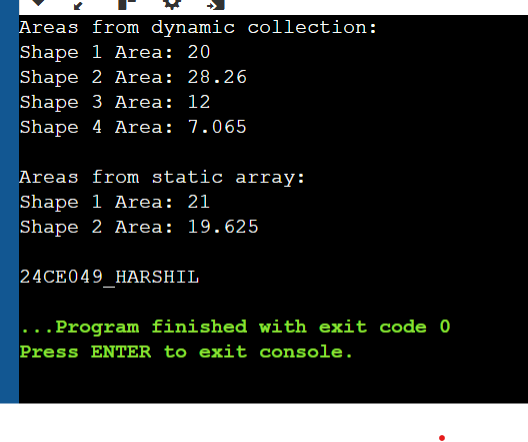 Areas from dynamic collection:
Shape 1 Area: 20
Shape 2 Area: 28.26
Shape 3 Area: 12
Shape 4 Area: 7.065
Areas from static array:
Shape 1 Area: 21
Shape 2 Area: 19.625
24CE049_HARSHIL
...Program finished with exit code 0
Press ENTER to exit console.